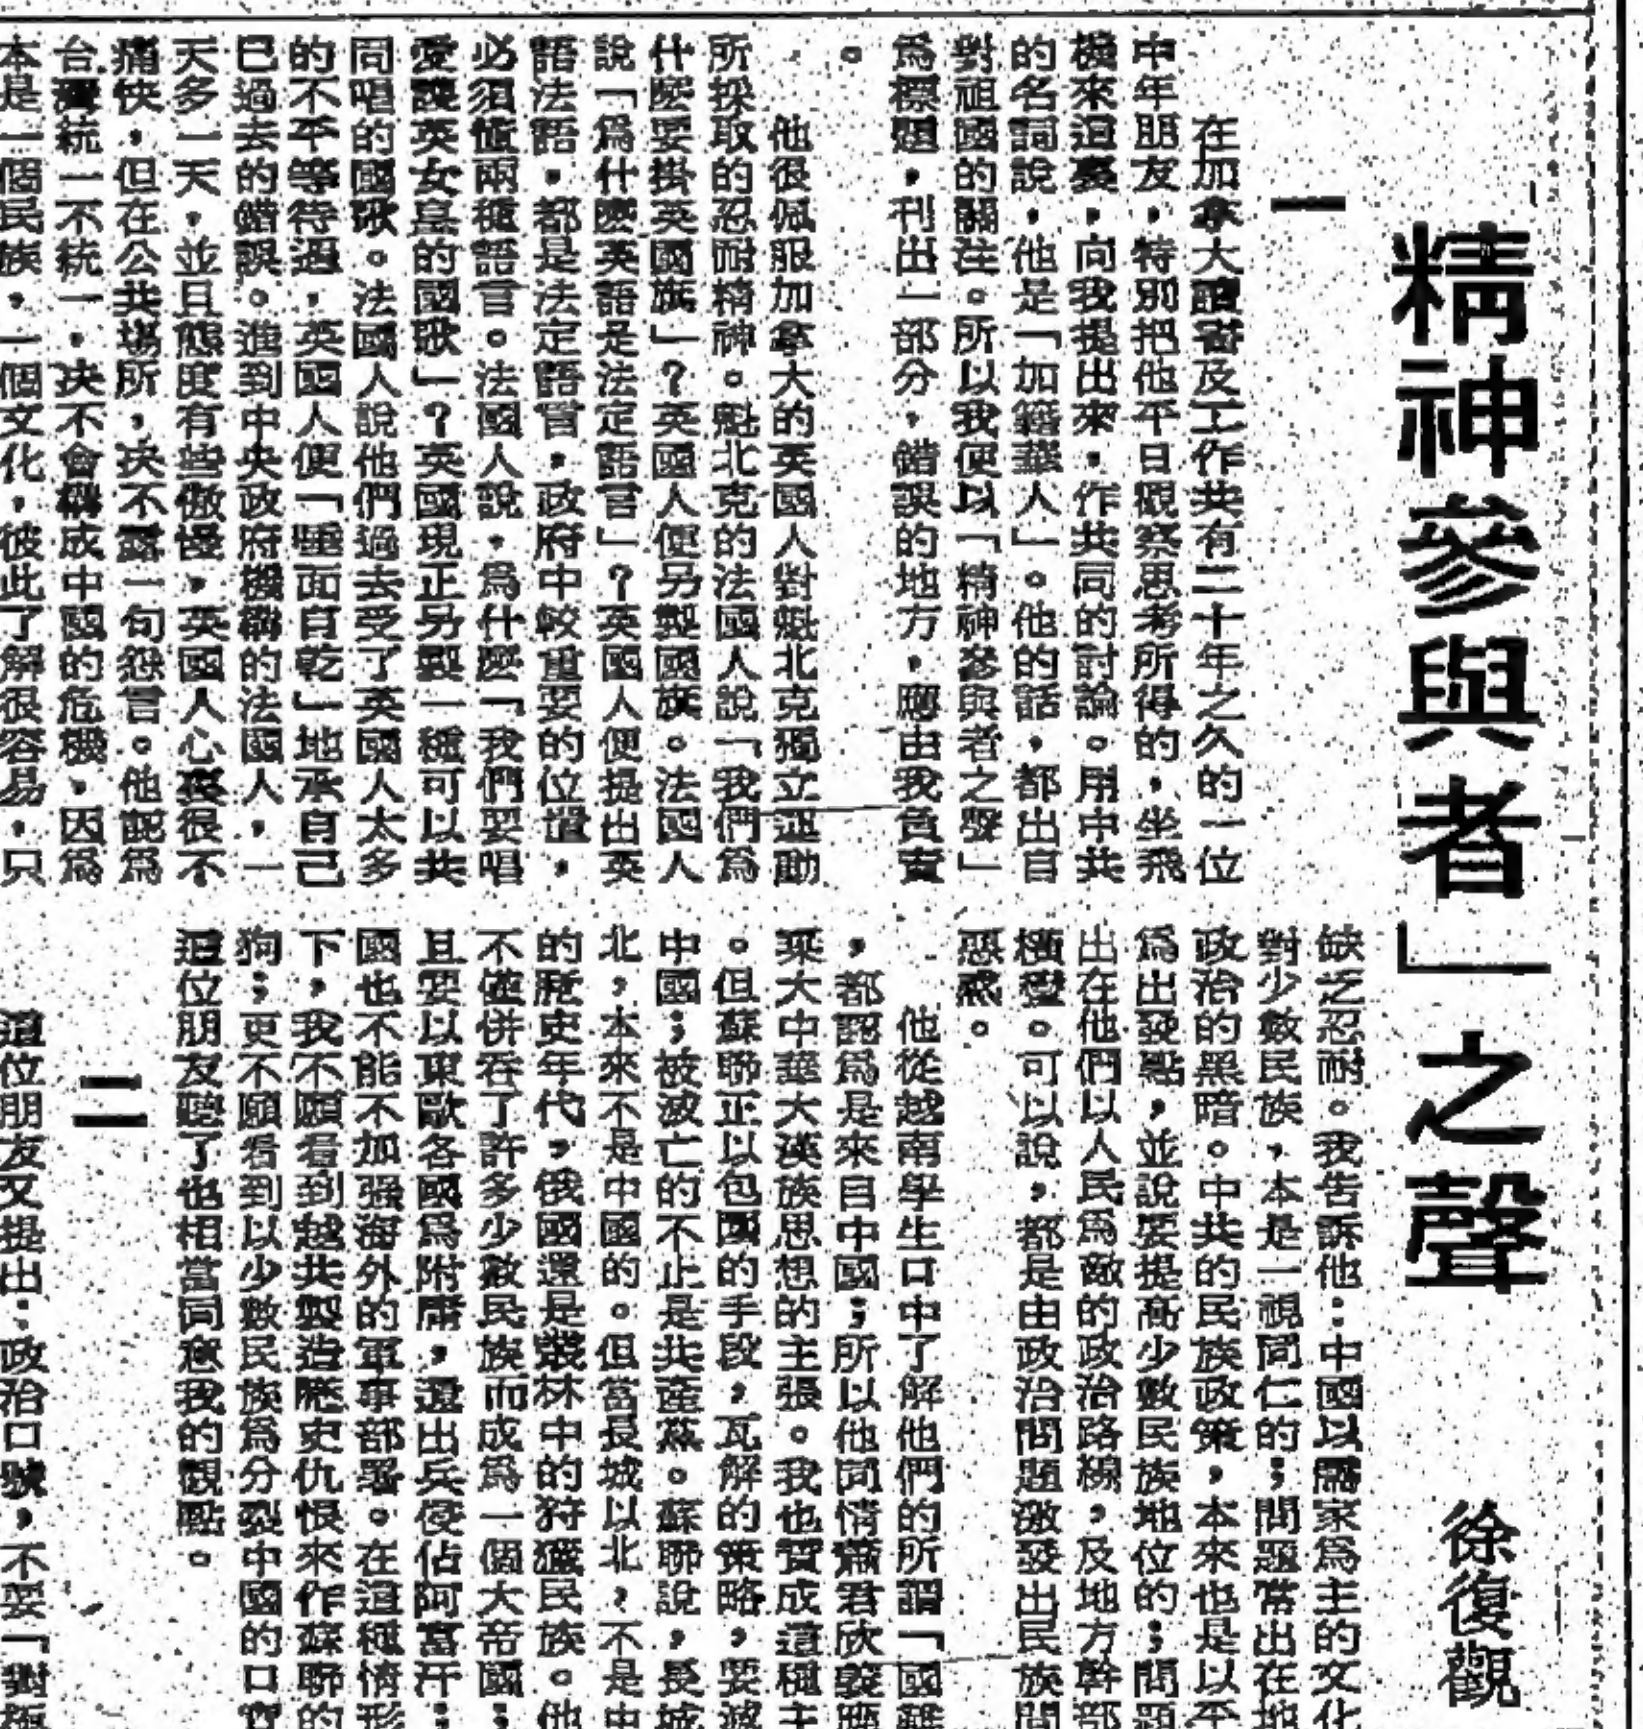 精神參與者」之聲
徐復觀
一
在加拿大讀書及工作共有二十年之久的一位
中年朋友，特別把他平日觀察思考所得的，坐飛
機來這裏，向我提出來，作共同的討論。用中共
的名詞說，他是「加籍華人」。他的話，都出自
對祖國的關注。所以我便以「精神參與者之聲」
爲標題，刊出一部分，錯誤的地方，應由我負責
。
他很佩服加拿大的英國人對魁北克獨立運動
所採取的忍耐精神。魁北克的法國人說「我們爲
什麼要掛英國旗」？英國人便另製國旗。法國人
說「爲什麼英語是法定語言」？英國人便提出英
語法語，都是法定語言，政府中較重要的位置，
必須懂兩種語言。法國人說，爲什麼「我們要唱
愛護英女皇的國歌」？英國現正另製一種可以共
同唱的國歌。法國人說他們過去受了英國人太多
的不平等待遇，英國人便「唾面自乾」地承自己
已過去的錯誤。進到中央政府機構的法國人，一
天多一天，並且態度有些傲慢，英國人心裏很不
痛快，但在公共場所，決不露一句怨言。他認爲
台灣統一不統一，決不會構成中國的危機，因爲
本是一個民族，一個文化，彼此了解很容易，只
缺乏忍耐。我告訴他：中國以儒家爲主的文化
對少數民族，本是一視同仁的；問題常出在地
政治的黑暗。中共的民族政策，本來也是以平
爲出發點，並說要提高少數民族地位的；問題
出在他們以人民爲敵的政治路線，及地方幹部
橫蠻。可以說，都是由政治問題激發出民族問
惡感。
他從越南學生口中了解他們的所謂「國難
，都認爲是來自中國；所以他同情蕭君欣義應
棄大中華大漢族思想的主張。我也贊成這種主
。但蘇聯正以包圍的手段，瓦解的策略，要滅
中國；被滅亡的不止是共產黨。蘇聯說，長城
北，本來不是中國的。但當長城以北，不是中
的歷史年代，俄國還是叢林中的狩獵民族。他
不僅併吞了許多少數民族而成爲一個大帝國；
且要以東歐各國爲附庸，還出兵侵佔阿富汗；
國也不能不加强海外的軍事部署。在這種情形
下，我不願看到越共製造歷史仇恨來作蘇聯的
狗；更不願看到以少數民族爲分裂中國的口實
這位朋友聽了也相當同意我的觀點。
二
這位朋友又提出：政治口號，不要「對